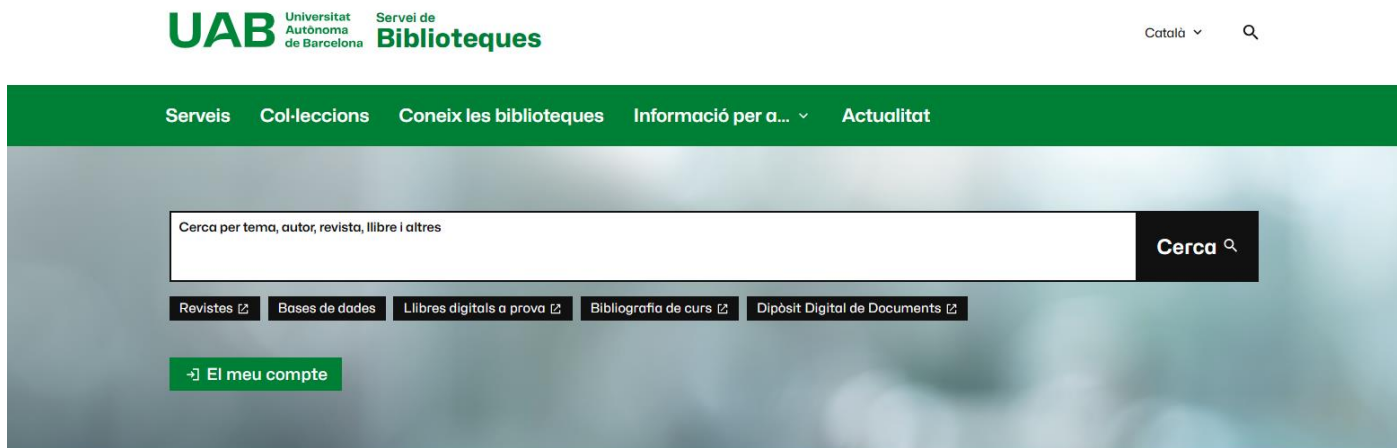 UAB Universitat Autònoma de Barcelona Servei de Biblioteques
Català
Serveis Col·leccions Coneix les biblioteques Informació per a... Actualitat
Cerca per tema, autor, revista, llibre i altres
Cerca
Revistes Bases de dades Llibres digitals a prova Bibliografia de curs Dipòsit Digital de Documents
El meu compte